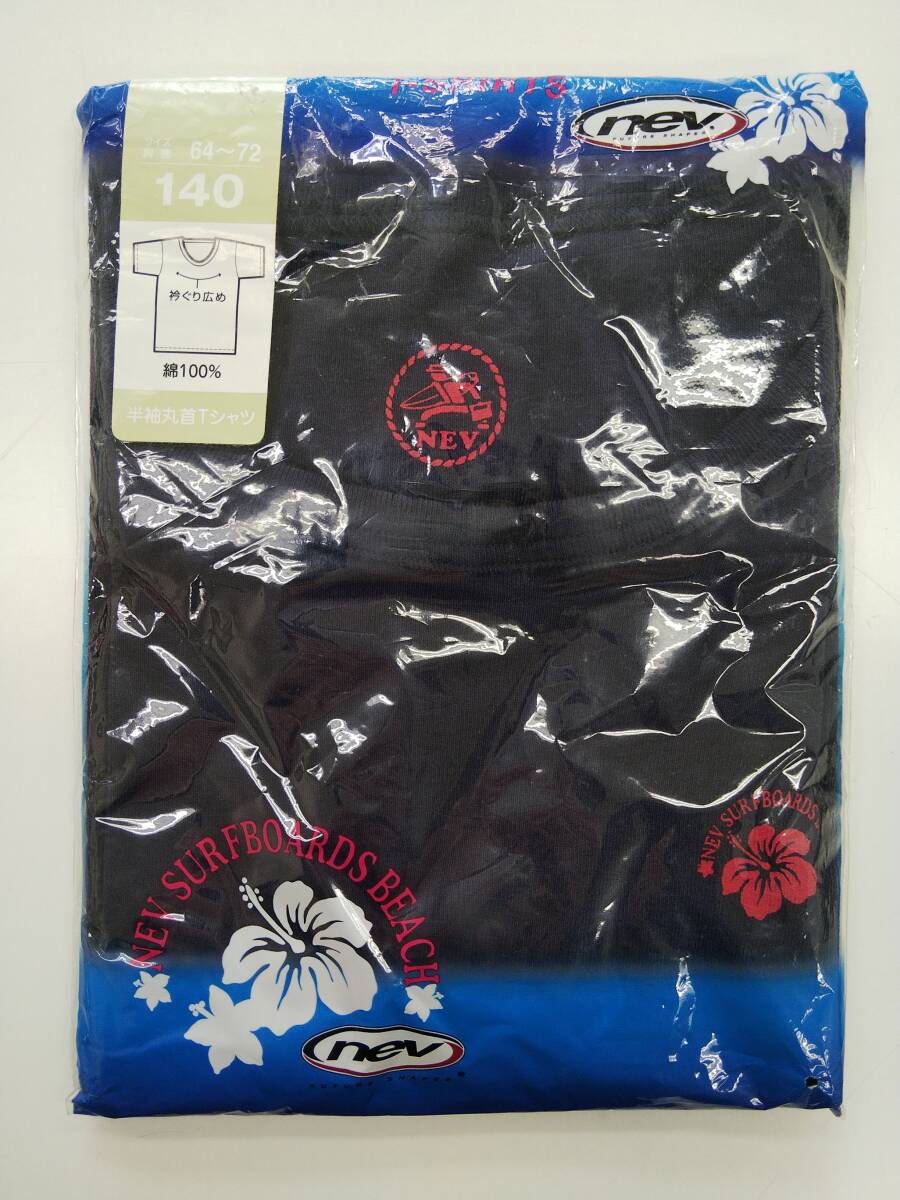 T-SHIRTS
nev
FUTURE SHAPES
サイズ
胸囲 64〜72
140
衿ぐり広め
綿100%
半袖丸首Tシャツ
NEV
NEV SURFBOARDS
NEV SURFBOARDS BEACH
nev
FUTURE SHAPES